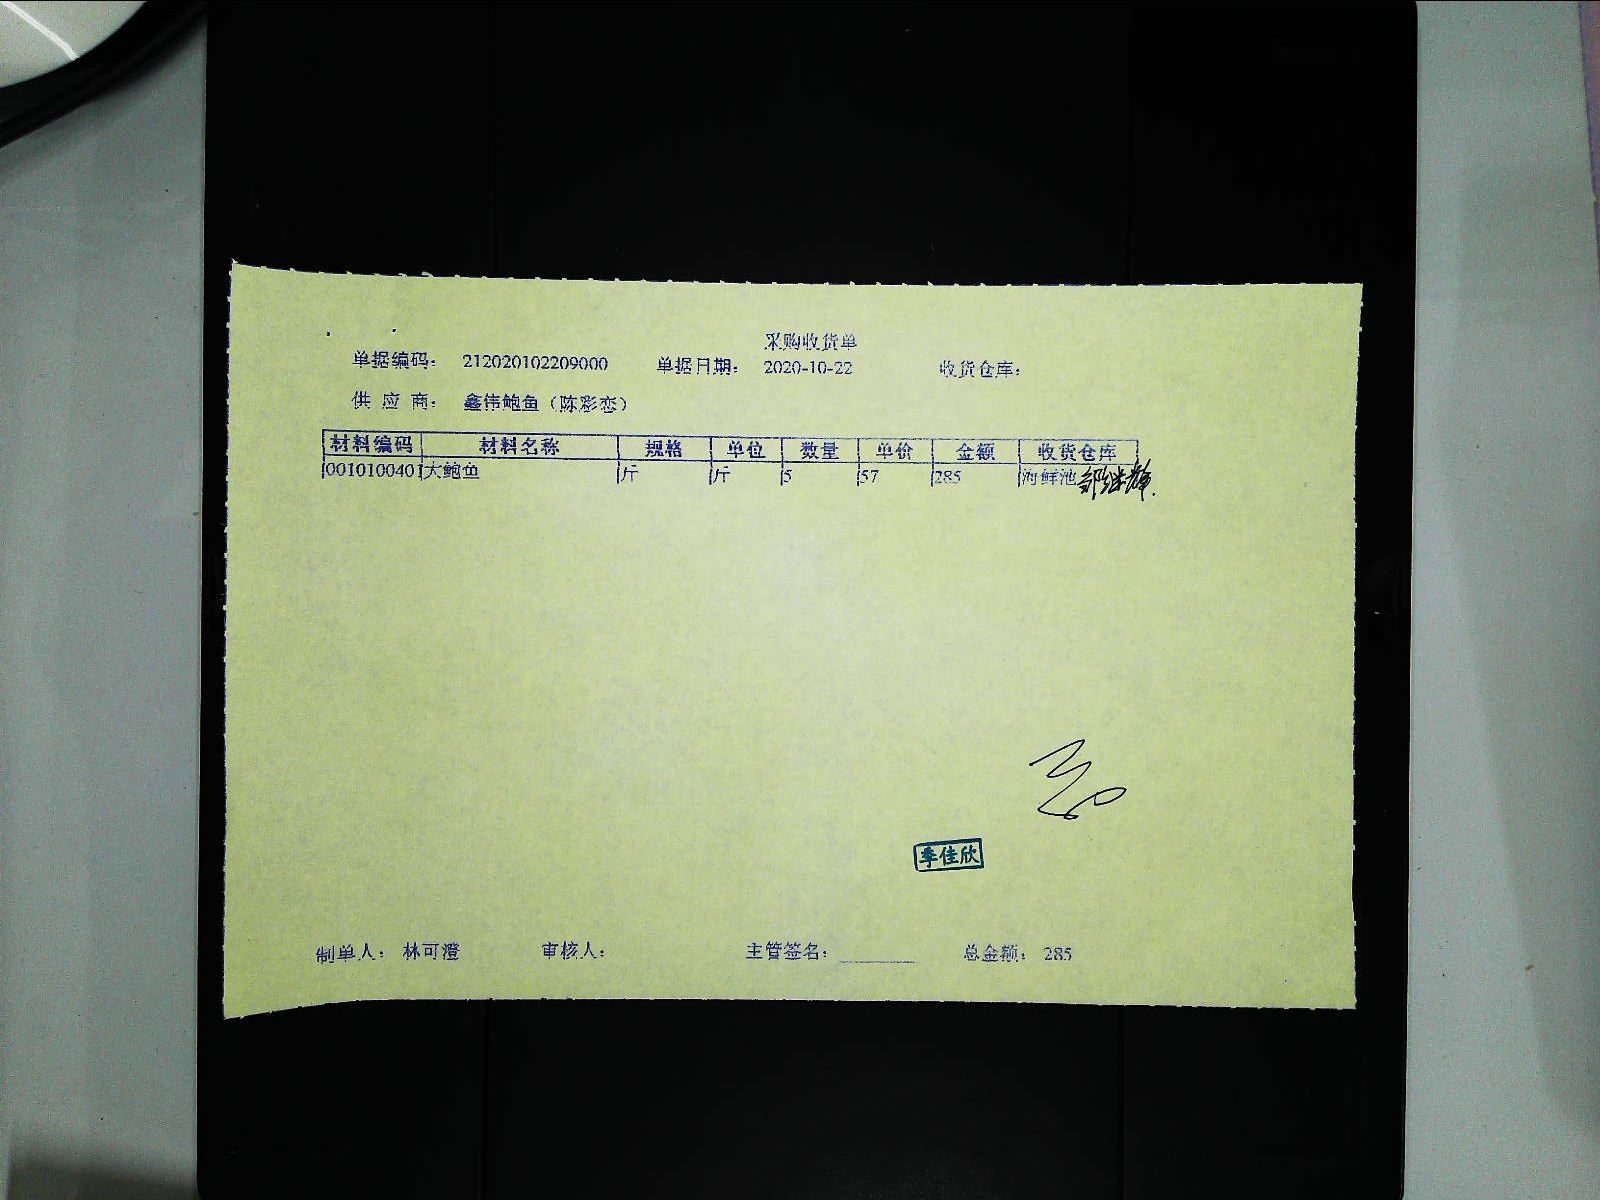 采购收货单
单据编码： 212020102209000 单据日期： 2020-10-22 收货仓库：
供 应 商： 鑫伟鲍鱼（陈彩恋）
材料编码 材料名称 规格 单位 数量 单价 金额 收货仓库
0010100401 大鲍鱼 斤 斤 5 57 285 海鲜池
李佳欣
制单人： 林可澄 审核人： 主管签名： 总金额： 285